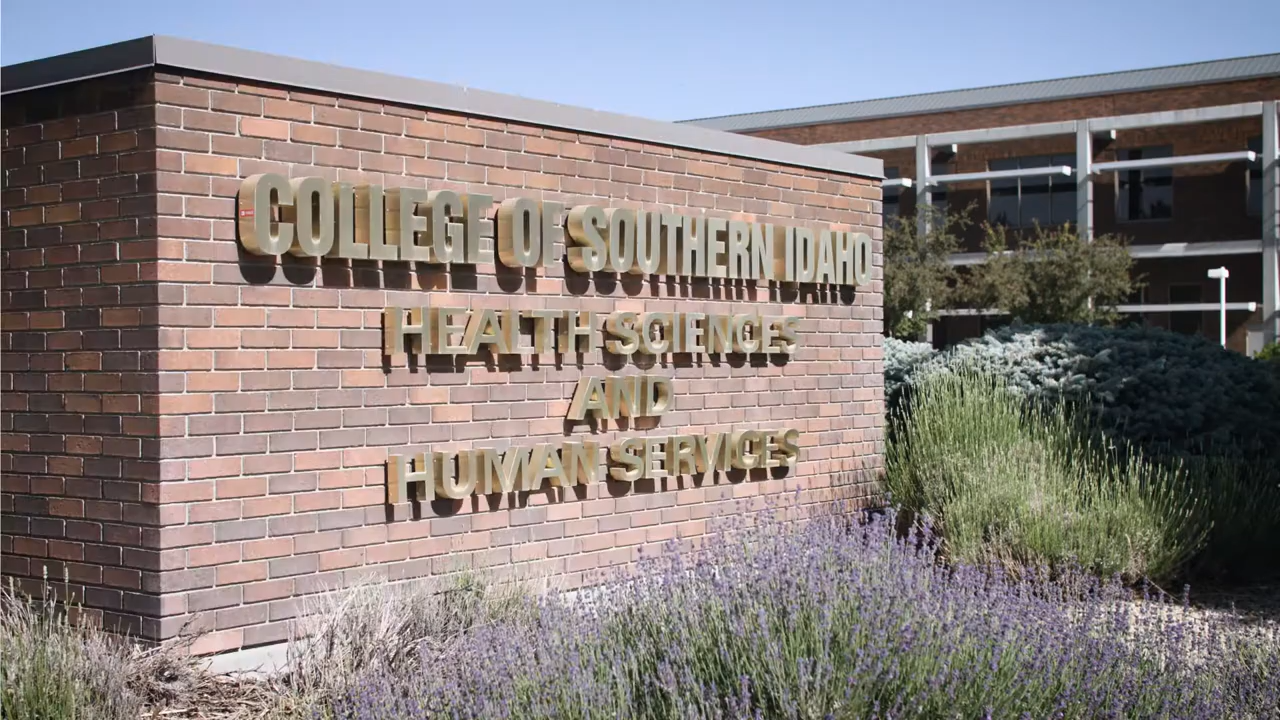 COLLEGE OF SOUTHERN IDAHO
HEALTH SCIENCES
AND
HUMAN SERVICES